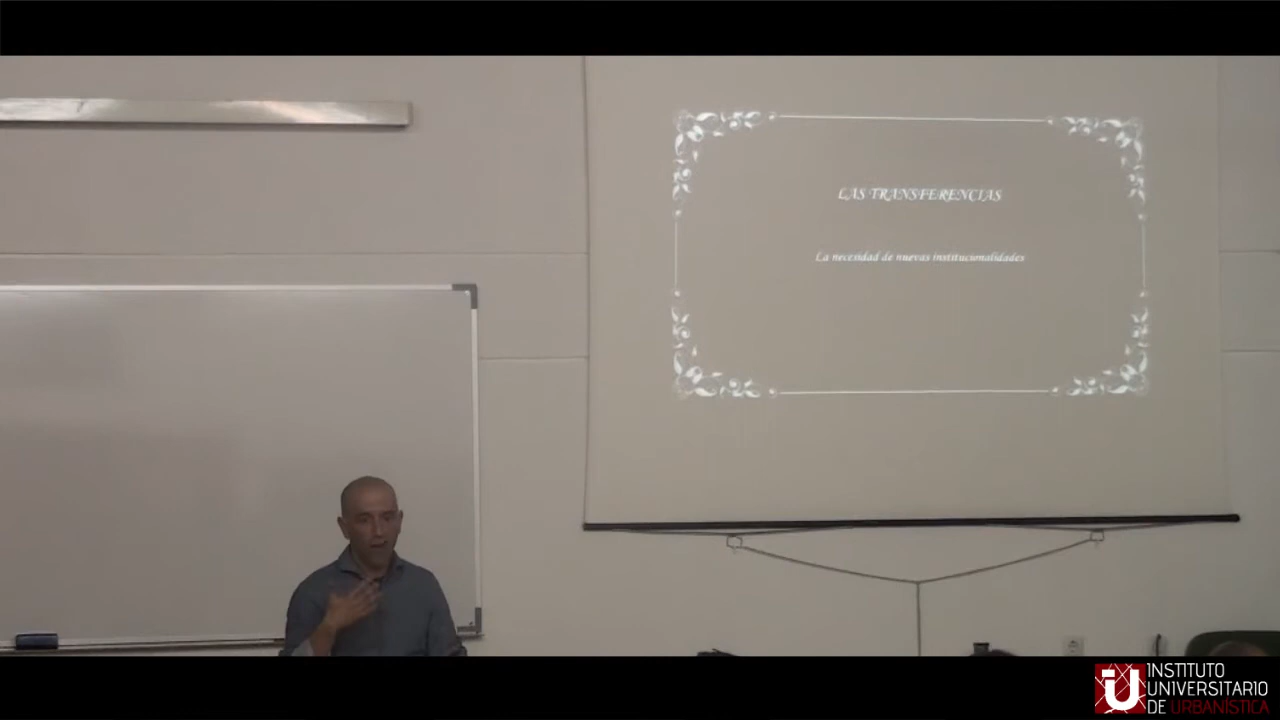 LAS TRANSFERENCIAS
La necesidad de nuevas institucionalidades
INSTITUTO
UNIVERSITARIO
DE URBANÍSTICA